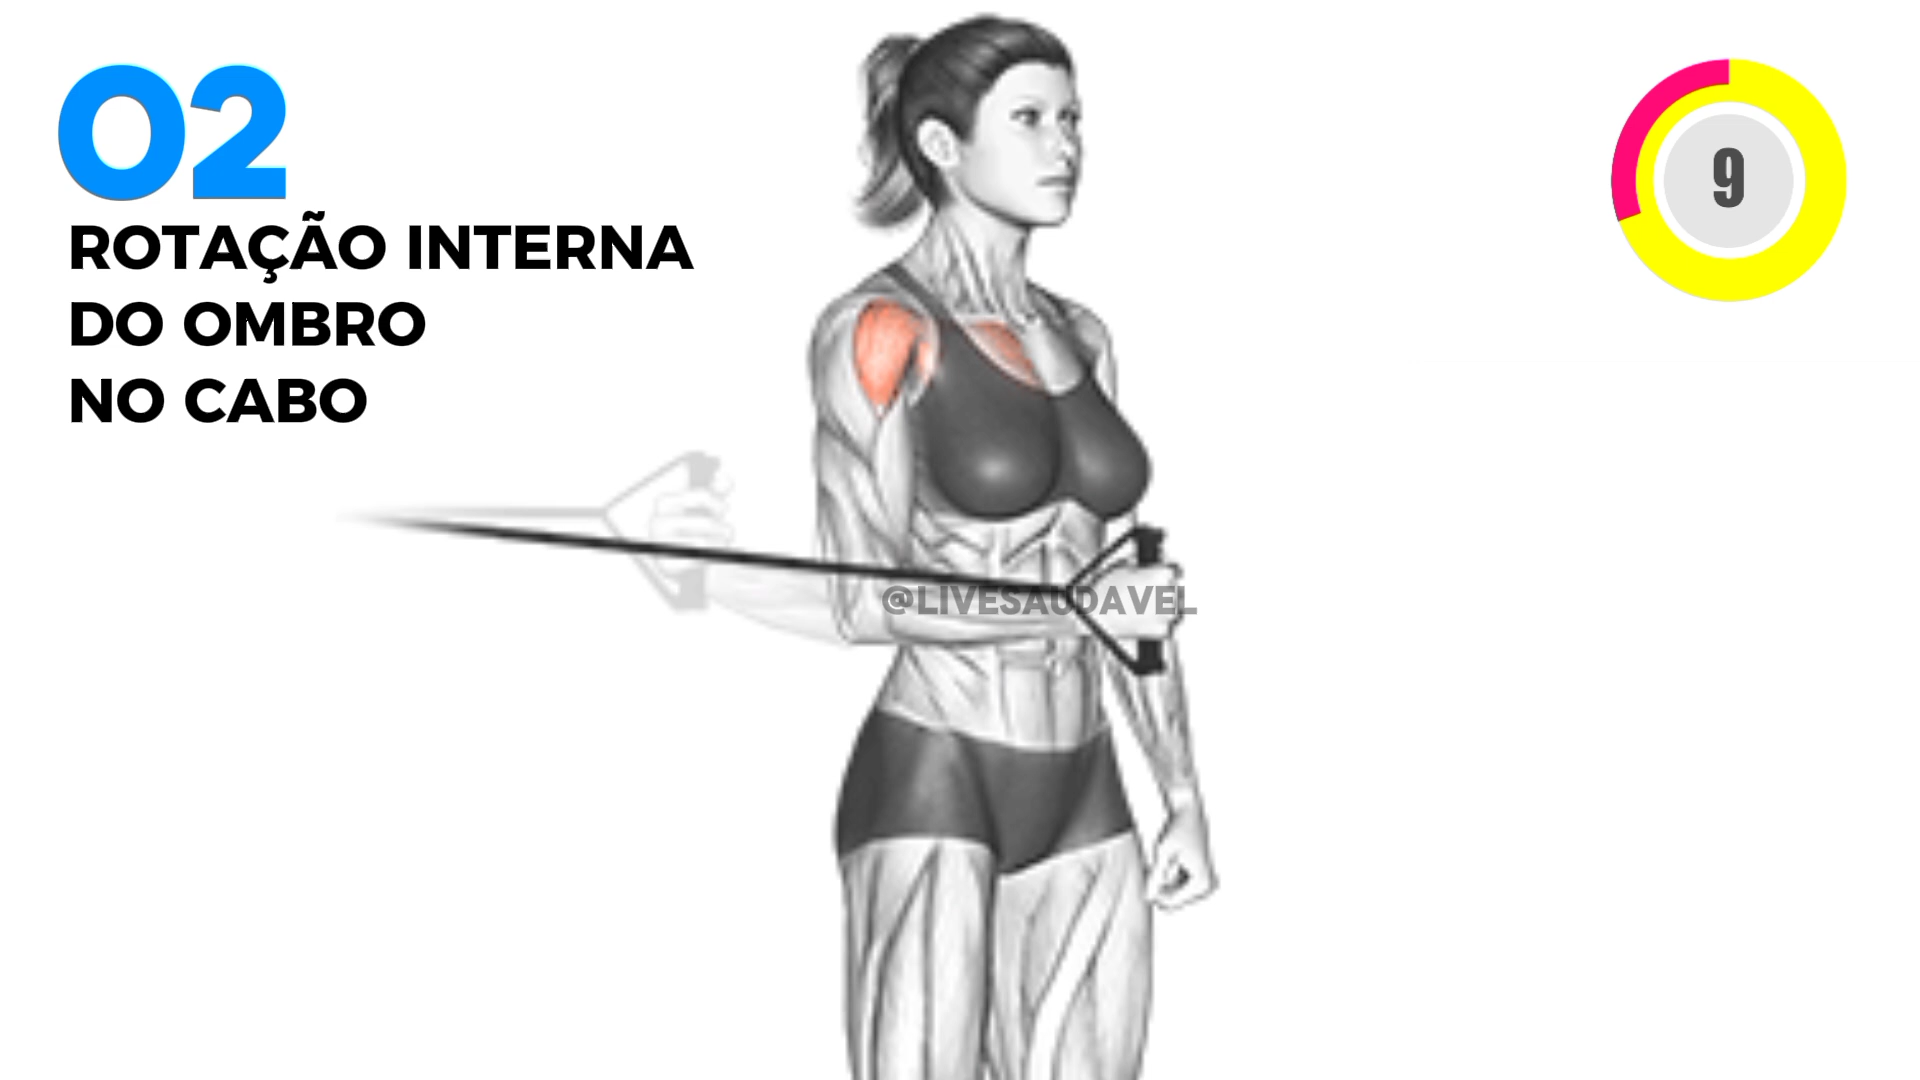 02
ROTAÇÃO INTERNA
DO OMBRO
NO CABO
9
@LIVESAUDAVEL